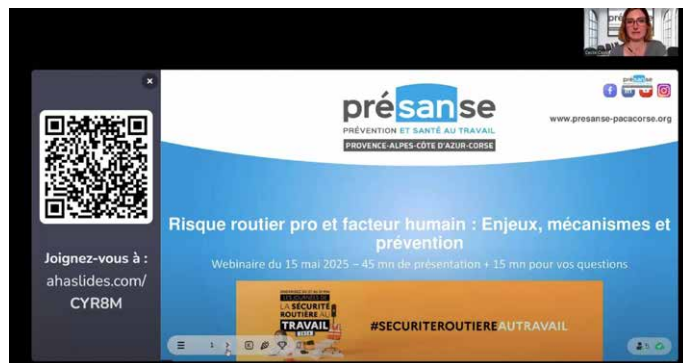 présanse
PRÉVENTION ET SANTÉ AU TRAVAIL
PROVENCE-ALPES-CÔTE D'AZUR-CORSE
www.presanse-pacacorse.org
Joignez-vous à :
ahaslides.com/
CYR8M
Risque routier pro et facteur humain : Enjeux, mécanismes et
prévention
Webinaire du 15 mai 2025 – 45 mn de présentation + 15 mn pour vos questions
LA SÉCURITÉ
ROUTIÈRE AU
TRAVAIL
#SECURITEROUTIEREAUTRAVAIL
1